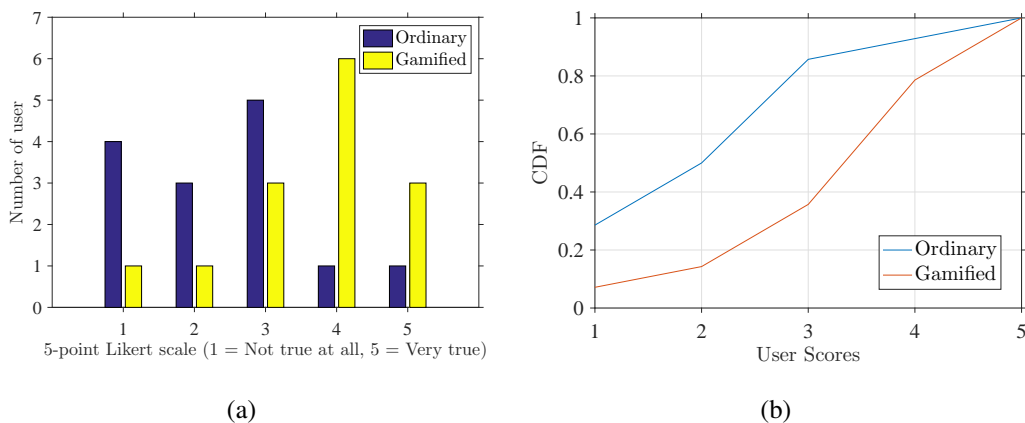 7
6
5
4
3
2
1
0
Number of user
Ordinary
Gamified
1 2 3 4 5
5-point Likert scale (1 = Not true at all, 5 = Very true)
(a)
1
0.8
0.6
0.4
0.2
0
CDF
Ordinary
Gamified
1 2 3 4 5
User Scores
(b)